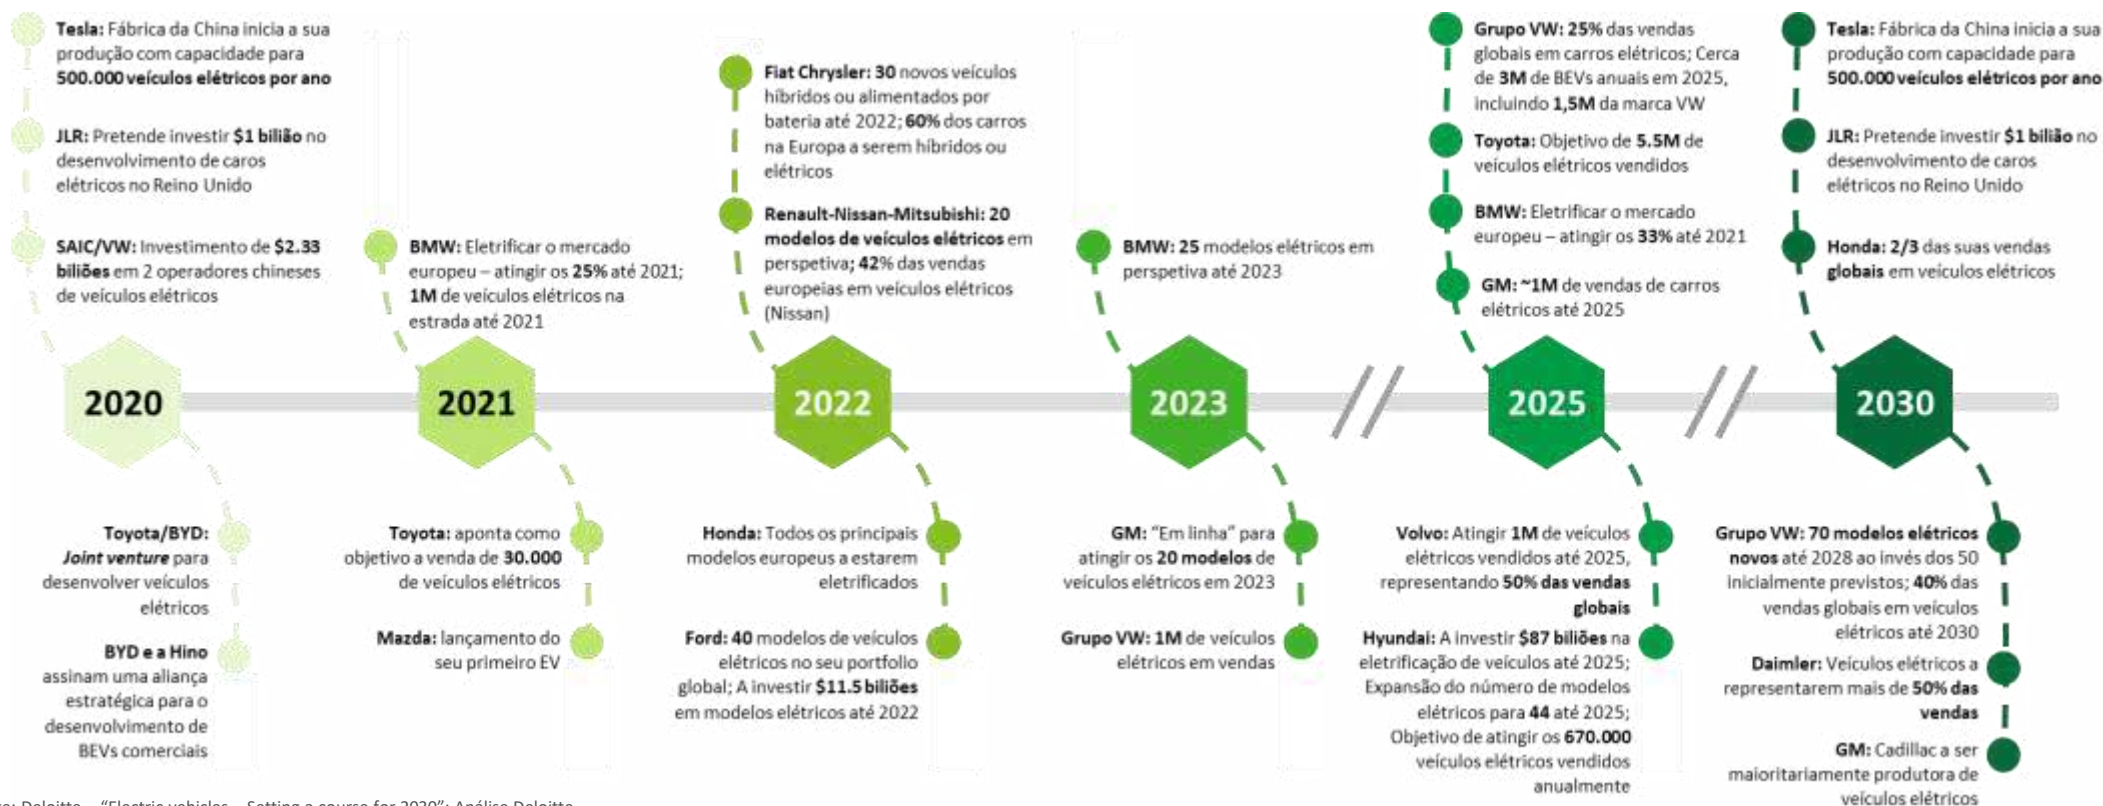 Tesla: Fábrica da China inicia a sua
produção com capacidade para
500.000 veículos elétricos por ano
JLR: Pretende investir $1 bilião no
desenvolvimento de caros
elétricos no Reino Unido
SAIC/VW: Investimento de $2.33
biliões em 2 operadores chineses
de veículos elétricos
BMW: Eletrificar o mercado
europeu – atingir os 25% até 2021;
1M de veículos elétricos na
estrada até 2021
Fiat Chrysler: 30 novos veículos
híbridos ou alimentados por
bateria até 2022; 60% dos carros
na Europa a serem híbridos ou
elétricos
Renault-Nissan-Mitsubishi: 20
modelos de veículos elétricos em
perspetiva; 42% das vendas
europeias em veículos elétricos
(Nissan)
BMW: 25 modelos elétricos em
perspetiva até 2023
Grupo VW: 25% das vendas
globais em carros elétricos; Cerca
de 3M de BEVs anuais em 2025,
incluindo 1,5M da marca VW
Toyota: Objetivo de 5.5M de
veículos elétricos vendidos
BMW: Eletrificar o mercado
europeu – atingir os 33% até 2021
GM: ~1M de vendas de carros
elétricos até 2025
Tesla: Fábrica da China inicia a sua
produção com capacidade para
500.000 veículos elétricos por ano
JLR: Pretende investir $1 bilião no
desenvolvimento de caros
elétricos no Reino Unido
Honda: 2/3 das suas vendas
globais em veículos elétricos
2020
2021
2022
2023
2025
2030
Toyota/BYD:
Joint venture para
desenvolver veículos
elétricos
BYD e a Hino
assinam uma aliança
estratégica para o
desenvolvimento de
BEVs comerciais
Toyota: aponta como
objetivo a venda de 30.000
de veículos elétricos
Mazda: lançamento do
seu primeiro EV
Honda: Todos os principais
modelos europeus a estarem
eletrificados
Ford: 40 modelos de veículos
elétricos no seu portfolio
global; A investir $11.5 biliões
em modelos elétricos até 2022
GM: “Em linha” para
atingir os 20 modelos de
veículos elétricos em 2023
Grupo VW: 1M de veículos
elétricos em vendas
Volvo: Atingir 1M de veículos
elétricos vendidos até 2025,
representando 50% das vendas
globais
Hyundai: A investir $87 biliões na
eletrificação de veículos até 2025;
Expansão do número de modelos
elétricos para 44 até 2025;
Objetivo de atingir os 670.000
veículos elétricos vendidos
anualmente
Grupo VW: 70 modelos elétricos
novos até 2028 ao invés dos 50
inicialmente previstos; 40% das
vendas globais em veículos
elétricos até 2030
Daimler: Veículos elétricos a
representarem mais de 50% das
vendas
GM: Cadillac a ser
maioritariamente produtora de
veículos elétricos
Deloitte – “Electric vehicles – Setting a course for 2030”; Análise Deloitte